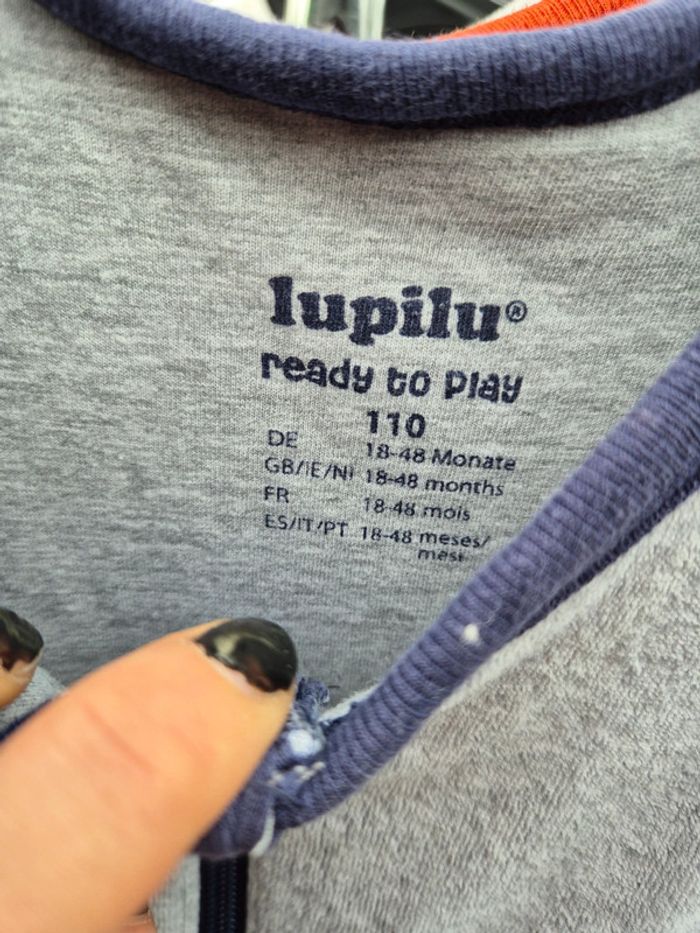 lupilu®
ready to play
110
DE 18-48 Monate
GB/IE/NI 18-48 months
FR 18-48 mois
ES/IT/PT 18-48 meses/
mesi